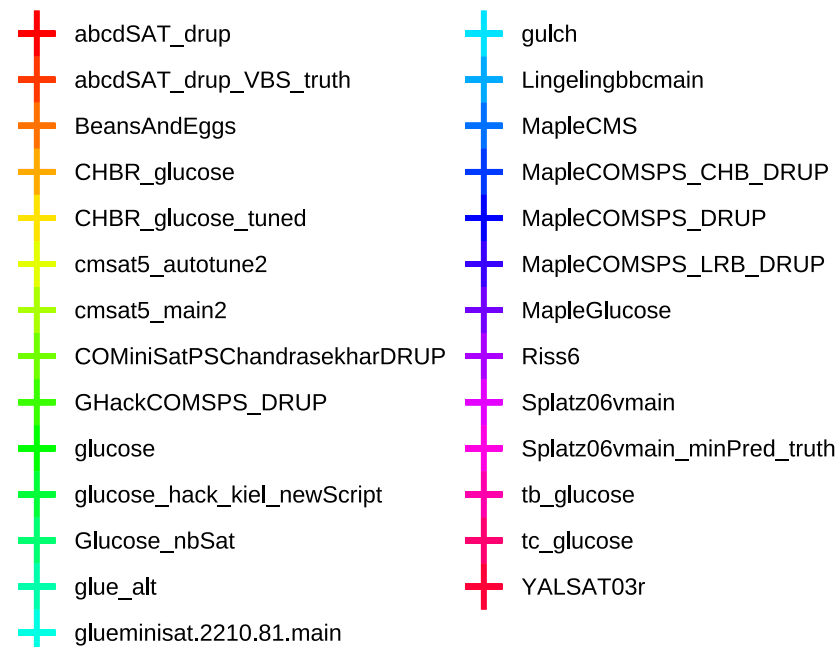 abcdSAT_drup
abcdSAT_drup_VBS_truth
BeansAndEggs
CHBR_glucose
CHBR_glucose_tuned
cmsat5_autotune2
cmsat5_main2
COMiniSatPSChandrasekharDRUP
GHackCOMSPS_DRUP
glucose
glucose_hack_kiel_newScript
Glucose_nbSat
glue_alt
glueminisat.2210.81.main
gulch
Lingelingbbcmain
MapleCMS
MapleCOMSPS_CHB_DRUP
MapleCOMSPS_DRUP
MapleCOMSPS_LRB_DRUP
MapleGlucose
Riss6
Splatz06vmain
Splatz06vmain_minPred_truth
tb_glucose
tc_glucose
YALSAT03r